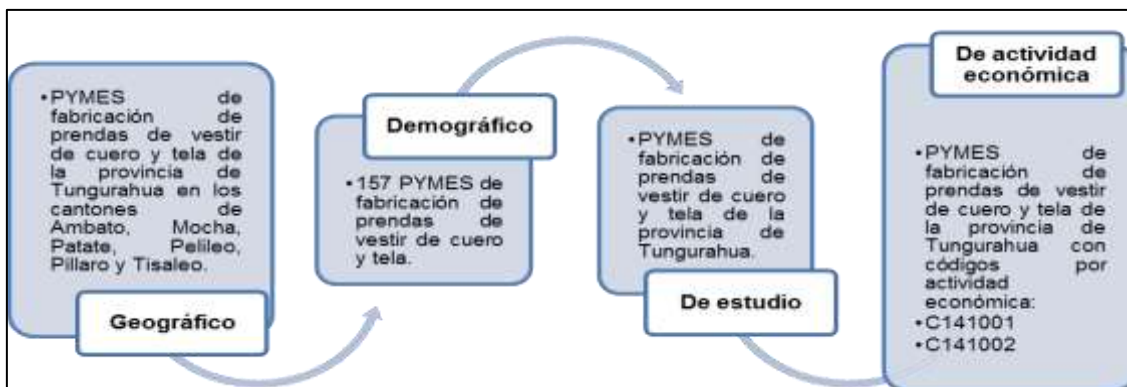 •PYMES de
fabricación de
prendas de vestir
de cuero y tela de
la provincia de
Tungurahua en los
cantones de
Ambato, Mocha,
Patate, Pelileo,
Pillaro y Tisaleo.
Geográfico
Demográfico
•157 PYMES de
fabricación de
prendas de
vestir de cuero
y tela.
•PYMES de
fabricación de
prendas de
vestir de cuero
y tela de la
provincia de
Tungurahua.
De estudio
De actividad
económica
•PYMES de
fabricación de
prendas de vestir
de cuero y tela de
la provincia de
Tungurahua con
códigos por
actividad
económica:
•C141001
•C141002